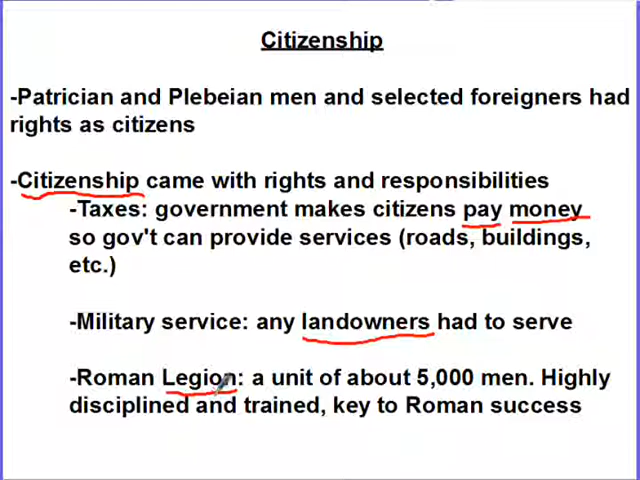 Citizenship
-Patrician and Plebeian men and selected foreigners had
rights as citizens
-Citizenship came with rights and responsibilities
-Taxes: government makes citizens pay money
so gov't can provide services (roads, buildings,
etc.)
-Military service: any landowners had to serve
-Roman Legion: a unit of about 5,000 men. Highly
disciplined and trained, key to Roman success